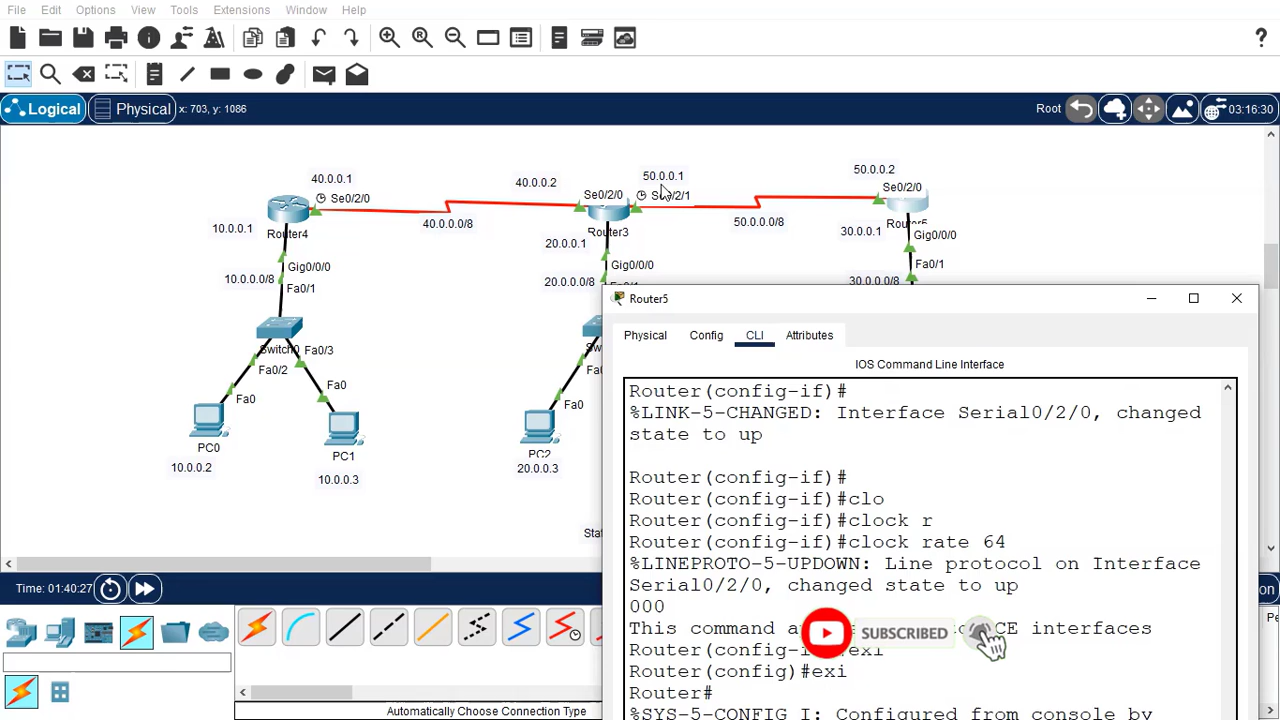 File Edit Options View Tools Extensions Window Help
Logical Physical x: 703, y: 1086 Root 03:16:30
40.0.0.1 40.0.0.2 50.0.0.1 50.0.0.2
Se0/2/0 Se0/2/0 Se0/2/1 Se0/2/0
10.0.0.1 Router4 40.0.0.0/8 Router3 50.0.0.0/8 30.0.0.1
20.0.0.1 Gig0/0/0
Gig0/0/0 Gig0/0/0 Fa0/1
10.0.0.0/8 Fa0/1 20.0.0.0/8 30.0.0.0/8
Switch0 Fa0/3
Fa0/2
Fa0 Fa0 Fa0
PC0 PC1 PC2
10.0.0.2 10.0.0.3 20.0.0.3
Router5
Physical Config CLI Attributes
IOS Command Line Interface
Router(config-if)#
%LINK-5-CHANGED: Interface Serial0/2/0, changed
state to up
Router(config-if)#
Router(config-if)#clo
Router(config-if)#clock r
Router(config-if)#clock rate 64
%LINEPROTO-5-UPDOWN: Line protocol on Interface
Serial0/2/0, changed state to up
000
This command interfaces
Router(config-
Router(config)#exi
Router#
%SYS-5-CONFIG_I: Configured from console by
SUBSCRIBED
Time: 01:40:27
Automatically Choose Connection Type